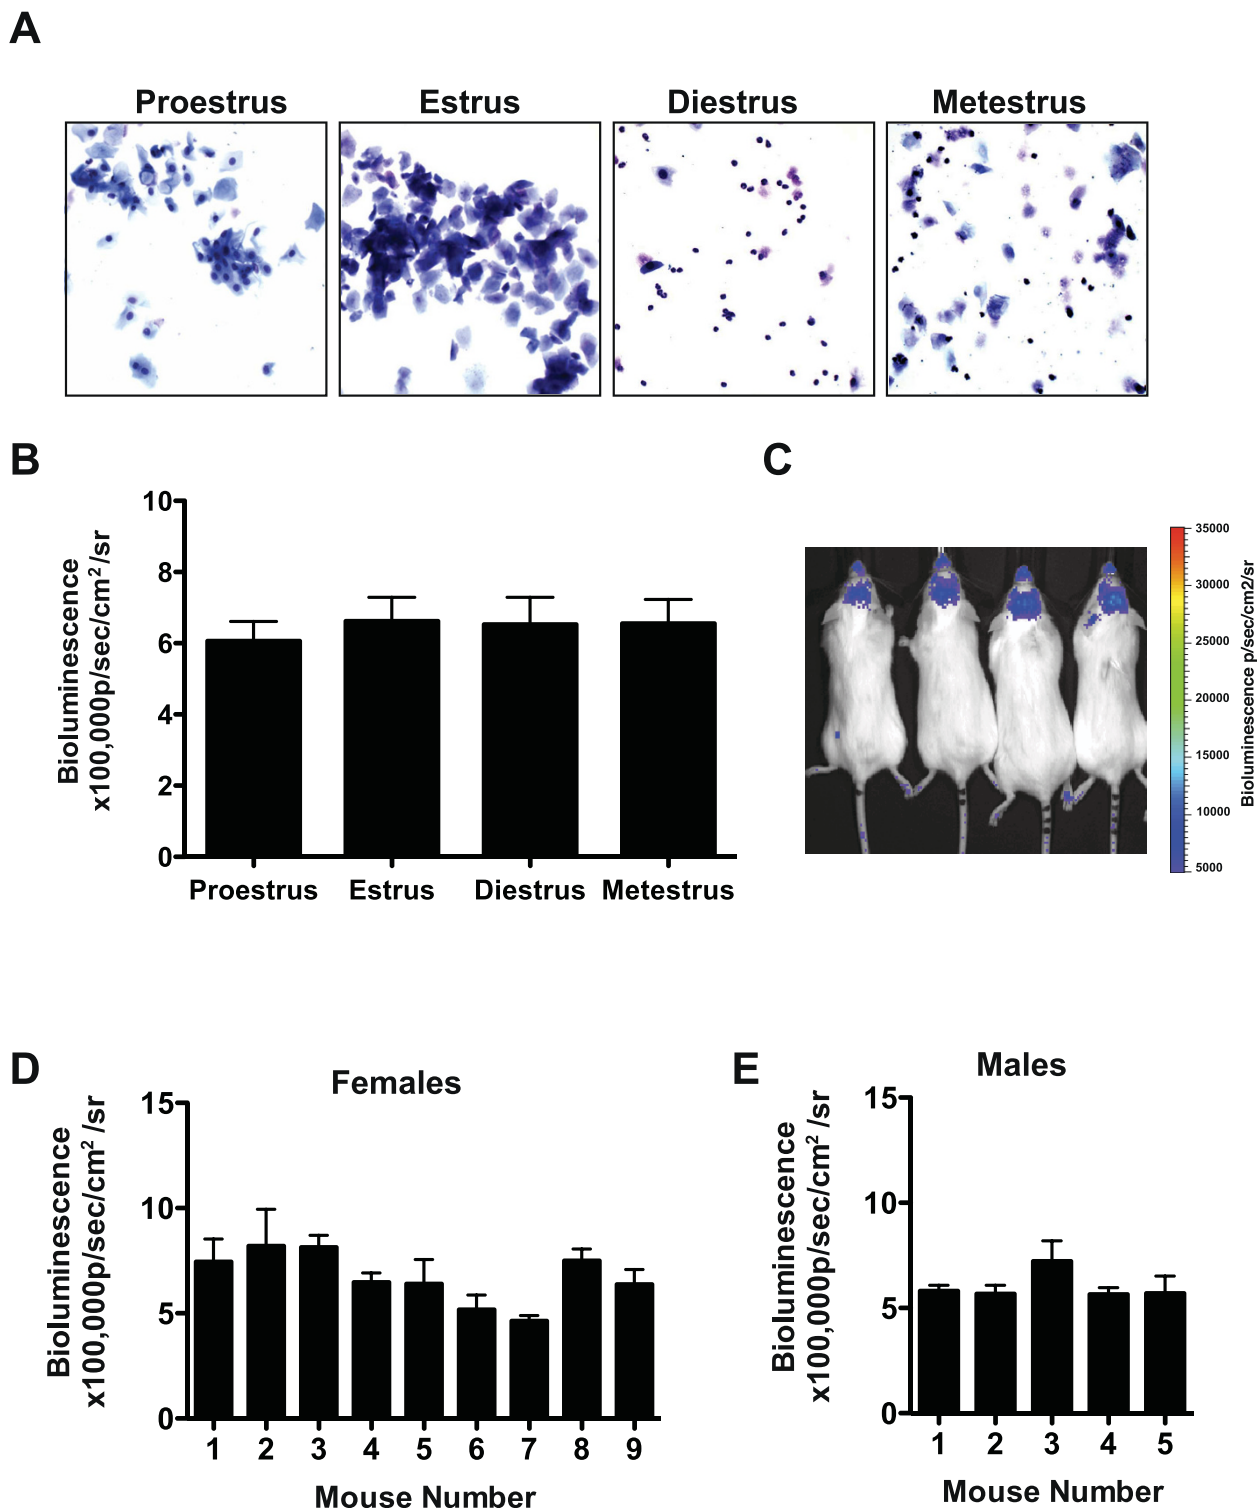 A
Proestrus Estrus Diestrus Metestrus
B
Bioluminescence
x100,000p/sec/cm² /sr
10
8
6
4
2
0
Proestrus Estrus Diestrus Metestrus
C
35000
30000
25000
20000
15000
10000
5000
Bioluminescence p/sec/cm2/sr
D
Females
Bioluminescence
x100,000p/sec/cm² /sr
15
10
5
0
1 2 3 4 5 6 7 8 9
Mouse Number
E
Males
Bioluminescence
x100,000p/sec/cm² /sr
15
10
5
0
1 2 3 4 5
Mouse Number